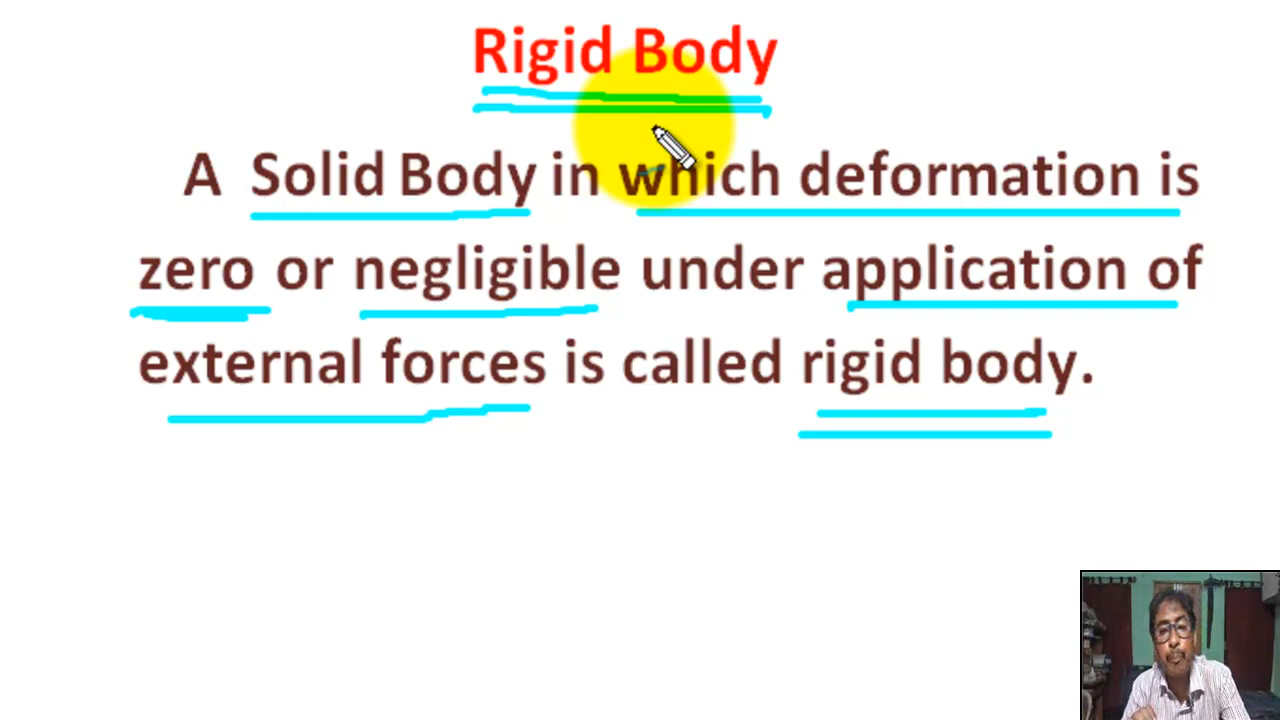 Rigid Body
A Solid Body in which deformation is
zero or negligible under application of
external forces is called rigid body.